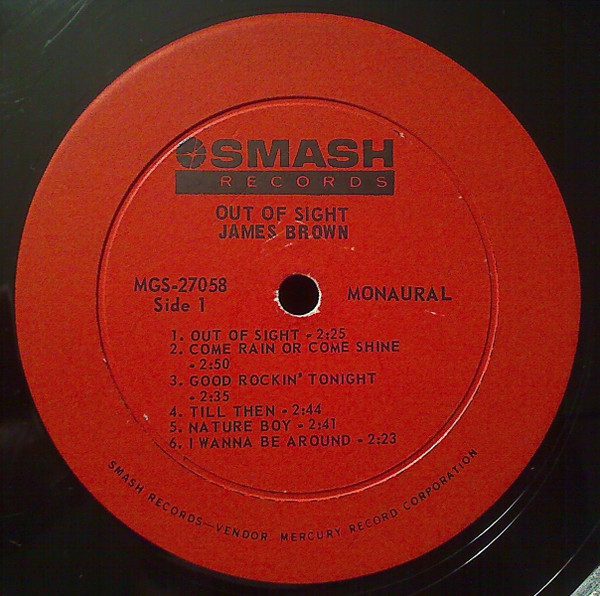 SMASH
RECORDS
OUT OF SIGHT
JAMES BROWN
MGS-27058
Side 1
MONAURAL
1. OUT OF SIGHT - 2:25
2. COME RAIN OR COME SHINE
- 2:50
3. GOOD ROCKIN' TONIGHT
- 2:35
4. TILL THEN - 2:44
5. NATURE BOY - 2:41
6. I WANNA BE AROUND - 2:23
SMASH RECORDS—VENDOR, MERCURY RECORD CORPORATION